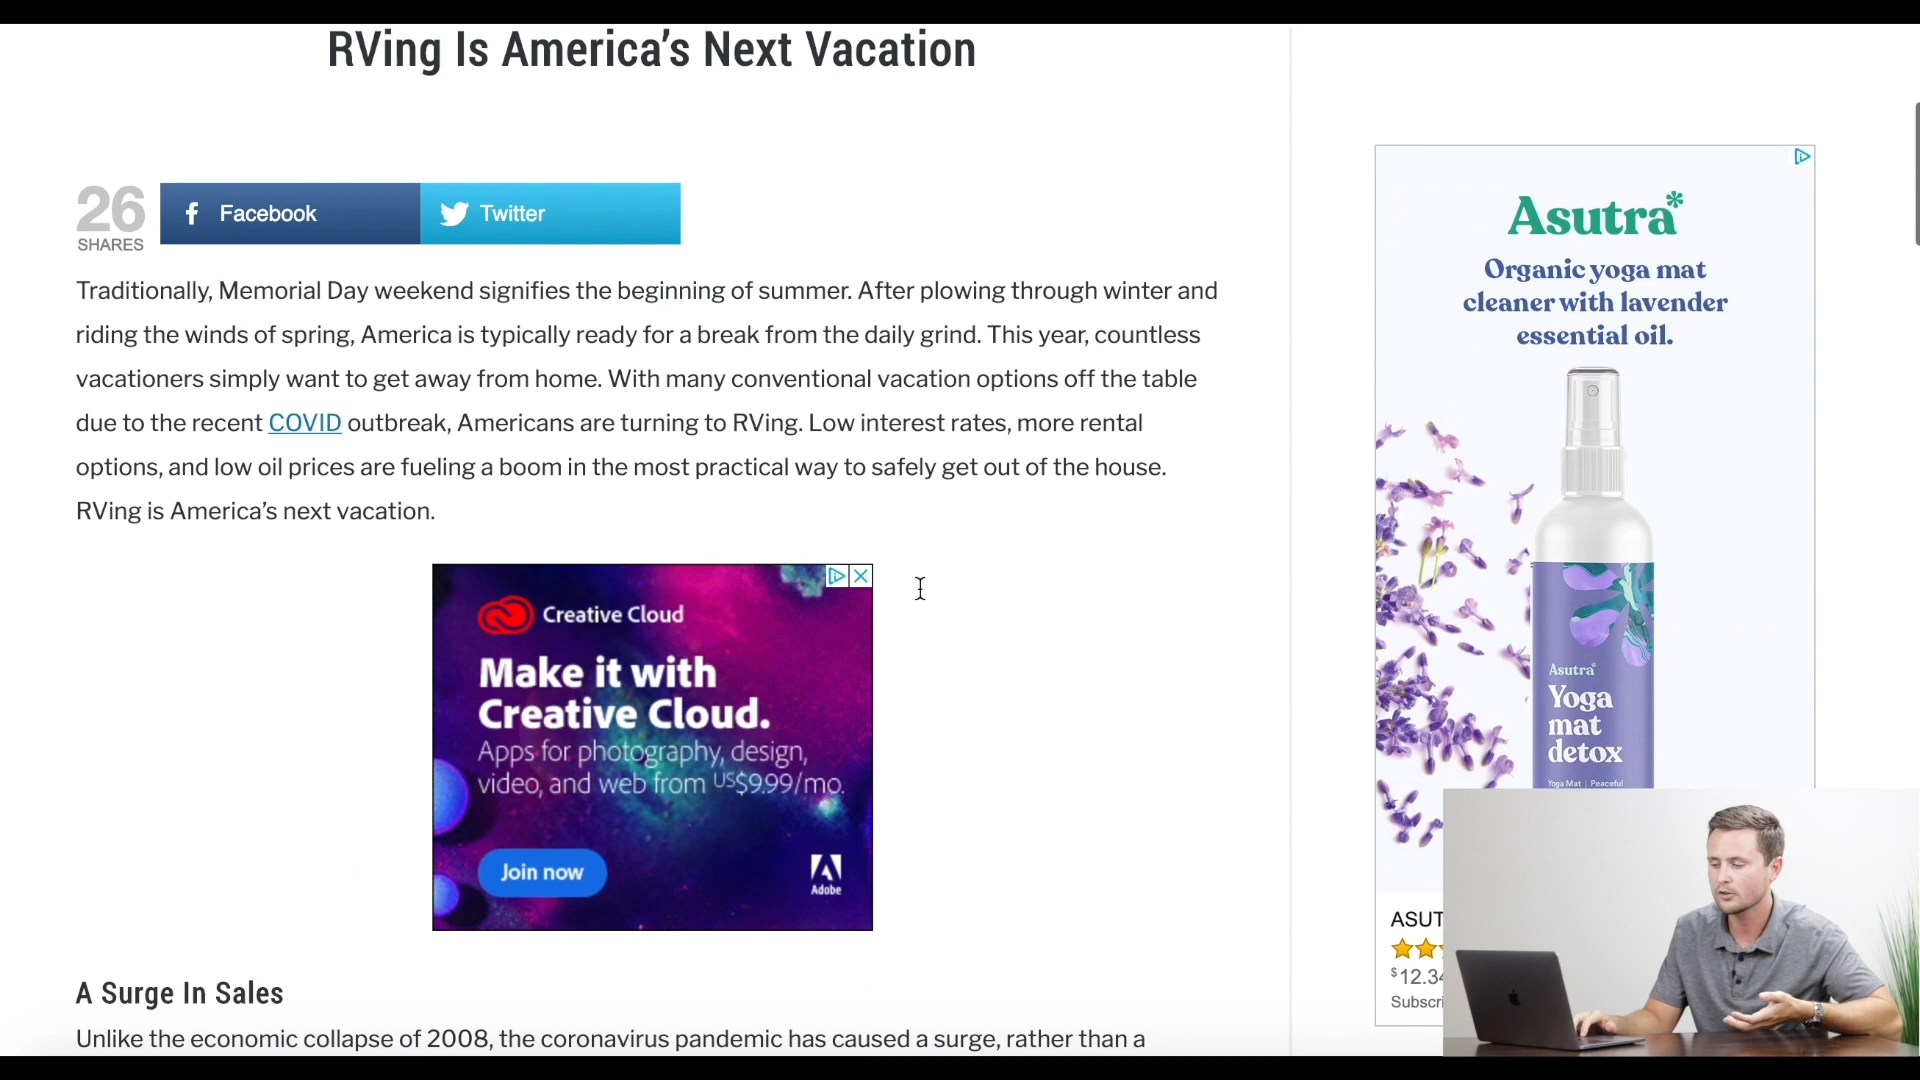 RVing Is America’s Next Vacation
26
SHARES
Facebook
Twitter
Traditionally, Memorial Day weekend signifies the beginning of summer. After plowing through winter and
riding the winds of spring, America is typically ready for a break from the daily grind. This year, countless
vacationers simply want to get away from home. With many conventional vacation options off the table
due to the recent COVID outbreak, Americans are turning to RVing. Low interest rates, more rental
options, and low oil prices are fueling a boom in the most practical way to safely get out of the house.
RVing is America’s next vacation.
Creative Cloud
Make it with
Creative Cloud.
Apps for photography, design,
video, and web from US$9.99/mo.
Join now
Adobe
A Surge In Sales
Unlike the economic collapse of 2008, the coronavirus pandemic has caused a surge, rather than a
Asutra*
Organic yoga mat
cleaner with lavender
essential oil.
Asutra*
Yoga
mat
detox
Yoga Mat | Peaceful
ASUT
$12.34
Subscri